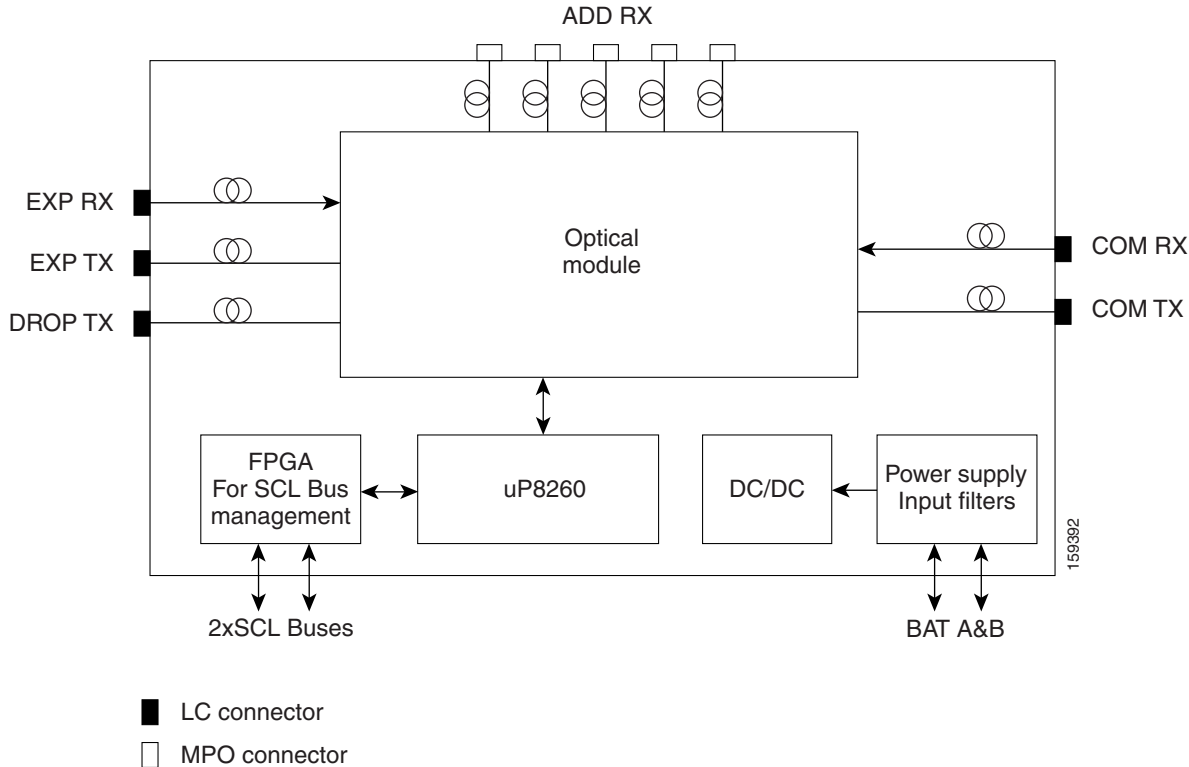 ADD RX
EXP RX
EXP TX
DROP TX
Optical
module
COM RX
COM TX
FPGA
For SCL Bus
management
uP8260
DC/DC
Power supply
Input filters
159392
2xSCL Buses
BAT A&B
LC connector
MPO connector